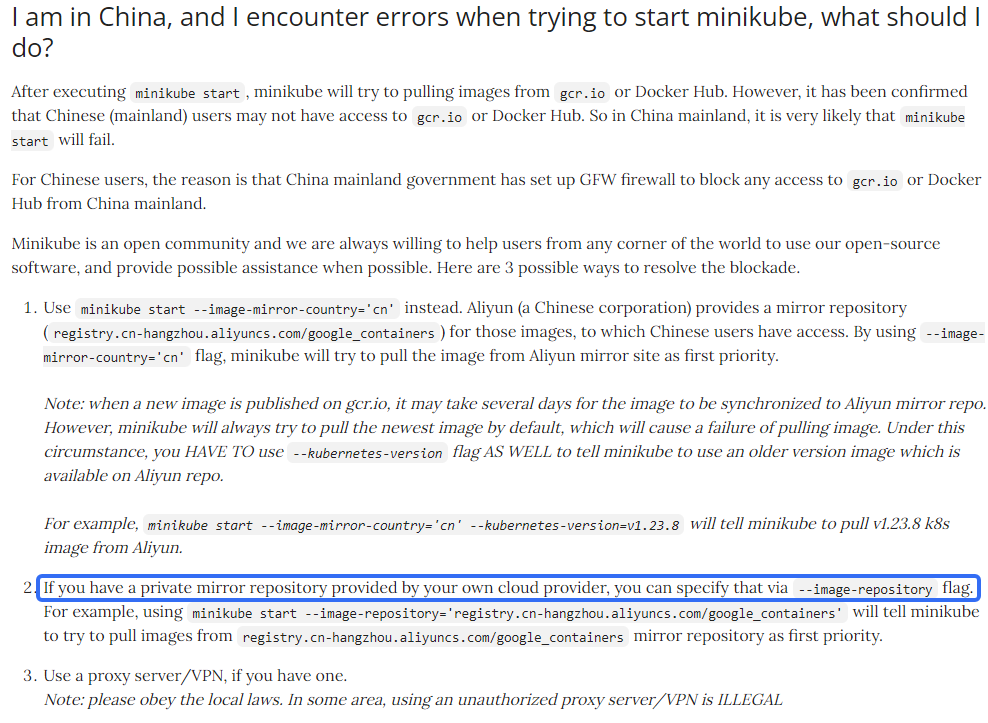 I am in China, and I encounter errors when trying to start minikube, what should I
do?
After executing minikube start , minikube will try to pulling images from gcr.io or Docker Hub. However, it has been confirmed
that Chinese (mainland) users may not have access to gcr.io or Docker Hub. So in China mainland, it is very likely that minikube
start will fail.
For Chinese users, the reason is that China mainland government has set up GFW firewall to block any access to gcr.io or Docker
Hub from China mainland.
Minikube is an open community and we are always willing to help users from any corner of the world to use our open-source
software, and provide possible assistance when possible. Here are 3 possible ways to resolve the blockade.
1. Use minikube start --image-mirror-country='cn' instead. Aliyun (a Chinese corporation) provides a mirror repository
( registry.cn-hangzhou.aliyuncs.com/google_containers ) for those images, to which Chinese users have access. By using --image-
mirror-country='cn' flag, minikube will try to pull the image from Aliyun mirror site as first priority.
Note: when a new image is published on gcr.io, it may take several days for the image to be synchronized to Aliyun mirror repo.
However, minikube will always try to pull the newest image by default, which will cause a failure of pulling image. Under this
circumstance, you HAVE TO use --kubernetes-version flag AS WELL to tell minikube to use an older version image which is
available on Aliyun repo.
For example, minikube start --image-mirror-country='cn' --kubernetes-version=v1.23.8 will tell minikube to pull v1.23.8 k8s
image from Aliyun.
2. If you have a private mirror repository provided by your own cloud provider, you can specify that via --image-repository flag.
For example, using minikube start --image-repository='registry.cn-hangzhou.aliyuncs.com/google_containers' will tell minikube
to try to pull images from registry.cn-hangzhou.aliyuncs.com/google_containers mirror repository as first priority.
3. Use a proxy server/VPN, if you have one.
Note: please obey the local laws. In some area, using an unauthorized proxy server/VPN is ILLEGAL